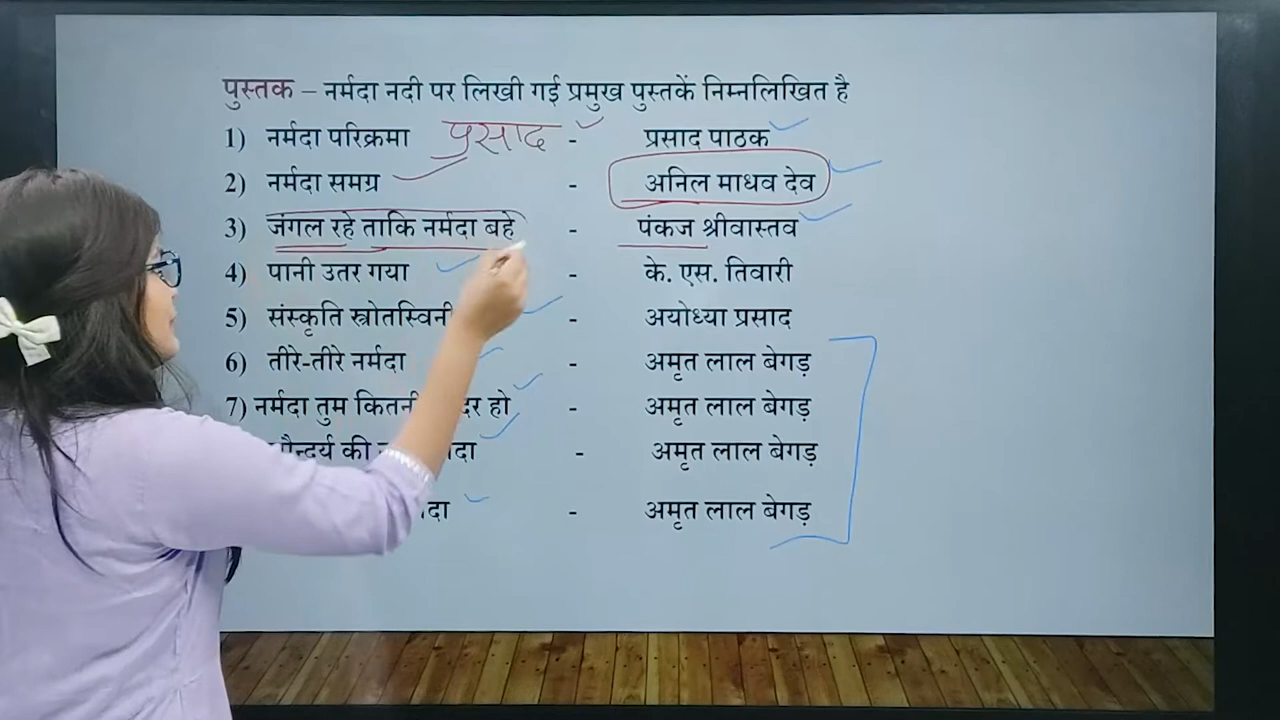 पुस्तक – नर्मदा नदी पर लिखी गई प्रमुख पुस्तकें निम्नलिखित है
1) नर्मदा परिक्रमा प्रसाद - प्रसाद पाठक
2) नर्मदा समग्र - अनिल माधव देव
3) जंगल रहे ताकि नर्मदा बहे - पंकज श्रीवास्तव
4) पानी उतर गया - के. एस. तिवारी
5) संस्कृति स्त्रोतस्विनी - अयोध्या प्रसाद
6) तीरे-तीरे नर्मदा - अमृत लाल बेगड़
7) नर्मदा तुम हो - अमृत लाल बेगड़
की - अमृत लाल बेगड़
- अमृत लाल बेगड़